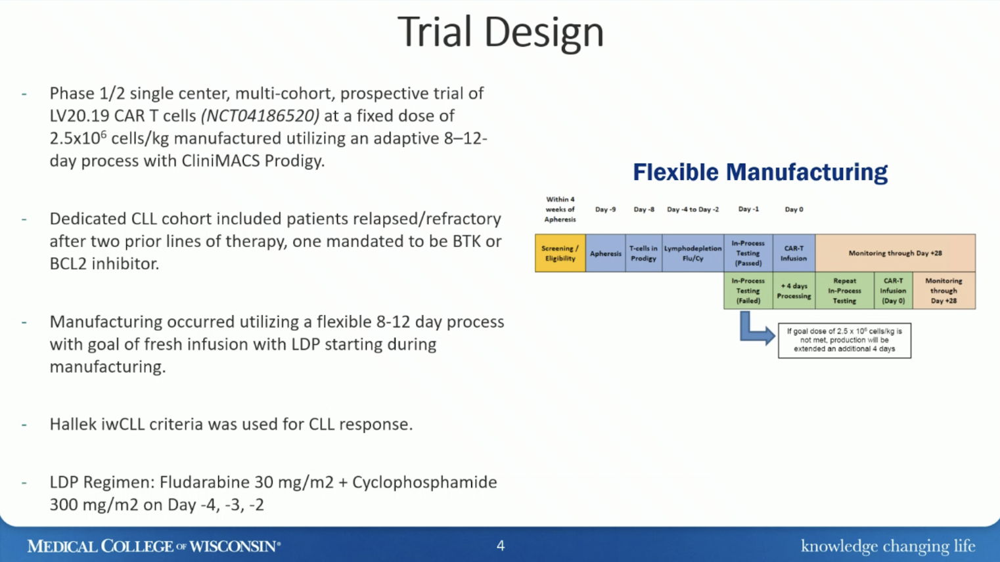 Trial Design
- Phase 1/2 single center, multi-cohort, prospective trial of
LV20.19 CAR T cells (NCT04186520) at a fixed dose of
2.5x10⁶ cells/kg manufactured utilizing an adaptive 8–12-
day process with CliniMACS Prodigy.
- Dedicated CLL cohort included patients relapsed/refractory
after two prior lines of therapy, one mandated to be BTK or
BCL2 inhibitor.
- Manufacturing occurred utilizing a flexible 8-12 day process
with goal of fresh infusion with LDP starting during
manufacturing.
- Hallek iwCLL criteria was used for CLL response.
- LDP Regimen: Fludarabine 30 mg/m2 + Cyclophosphamide
300 mg/m2 on Day -4, -3, -2
Flexible Manufacturing
Within 4
weeks of
Apheresis
Day -9
Day -8
Day -4 to Day -2
Day -1
Day 0
Screening /
Eligibility
Apheresis
T-cells in
Prodigy
Lymphodepletion
Flu/Cy
In-Process
Testing
(Passed)
CAR-T
Infusion
Monitoring through Day +28
In-Process
Testing
(Failed)
+ 4 days
Processing
Repeat
In-Process
Testing
CAR-T
Infusion
(Day 0)
Monitoring
through
Day +28
If goal dose of 2.5 x 10⁶ cells/kg is
not met, production will be
extended an additional 4 days
MEDICAL COLLEGE OF WISCONSIN®
4
knowledge changing life